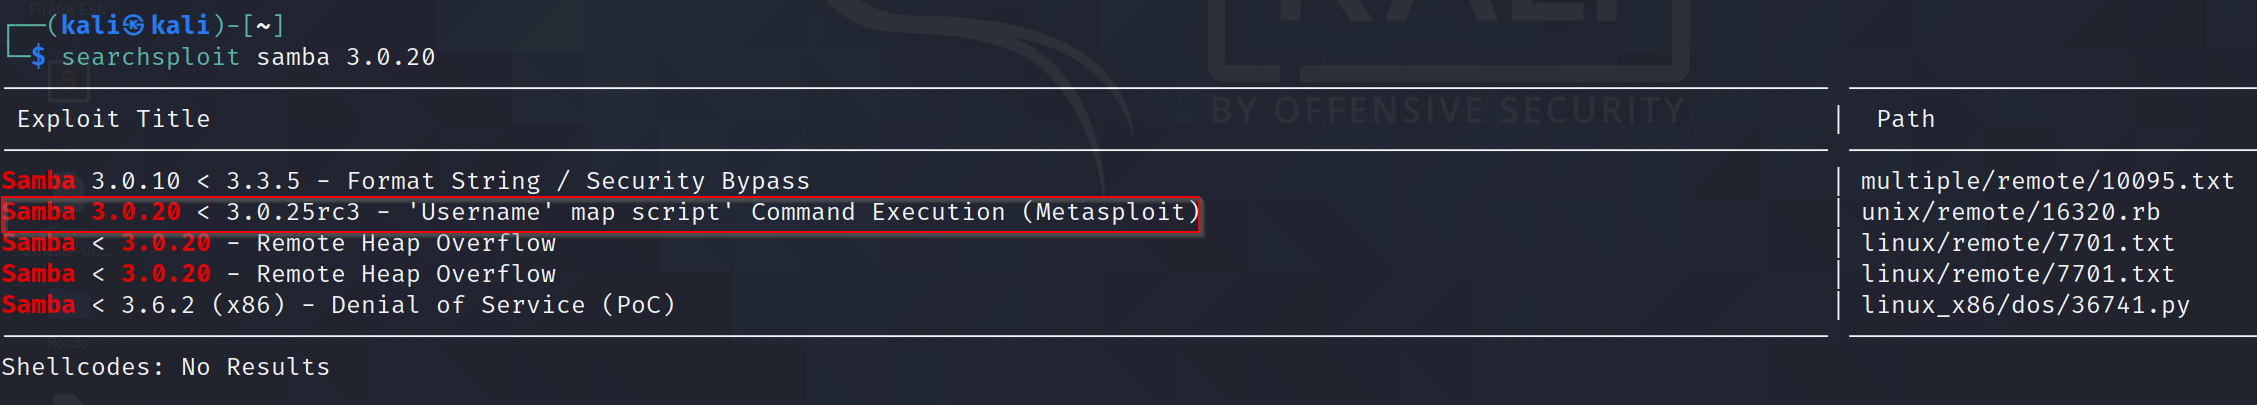 Firefox ESR
┌──(kali㉿kali)-[~]
└─$ searchsploit samba 3.0.20
BY OFFENSIVE SECURITY
Exploit Title | Path
Samba 3.0.10 < 3.3.5 - Format String / Security Bypass | multiple/remote/10095.txt
Samba 3.0.20 < 3.0.25rc3 - 'Username' map script' Command Execution (Metasploit) | unix/remote/16320.rb
Samba < 3.0.20 - Remote Heap Overflow | linux/remote/7701.txt
Samba < 3.0.20 - Remote Heap Overflow | linux/remote/7701.txt
Samba < 3.6.2 (x86) - Denial of Service (PoC) | linux_x86/dos/36741.py
Rondo
Shellcodes: No Results